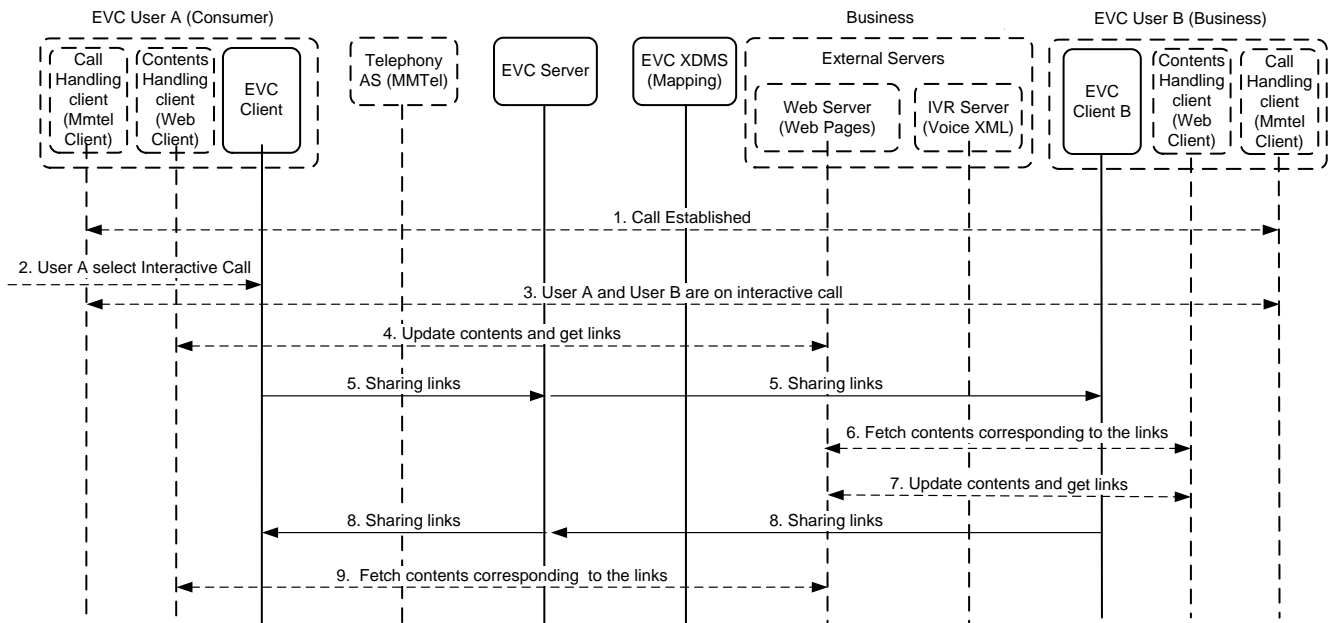 EVC User A (Consumer)
Business
EVC User B (Business)
Call
Handling
client
(Mmtel
Client)
Contents
Handling
client
(Web
Client)
EVC
Client
Telephony
AS (MMTel)
EVC Server
EVC XDMS
(Mapping)
External Servers
Web Server
(Web Pages)
IVR Server
(Voice XML)
EVC
Client B
Contents
Handling
client
(Web
Client)
Call
Handling
client
(Mmtel
Client)
1. Call Established
2. User A select Interactive Call
3. User A and User B are on interactive call
4. Update contents and get links
5. Sharing links
5. Sharing links
6. Fetch contents corresponding to the links
7. Update contents and get links
8. Sharing links
8. Sharing links
9. Fetch contents corresponding to the links